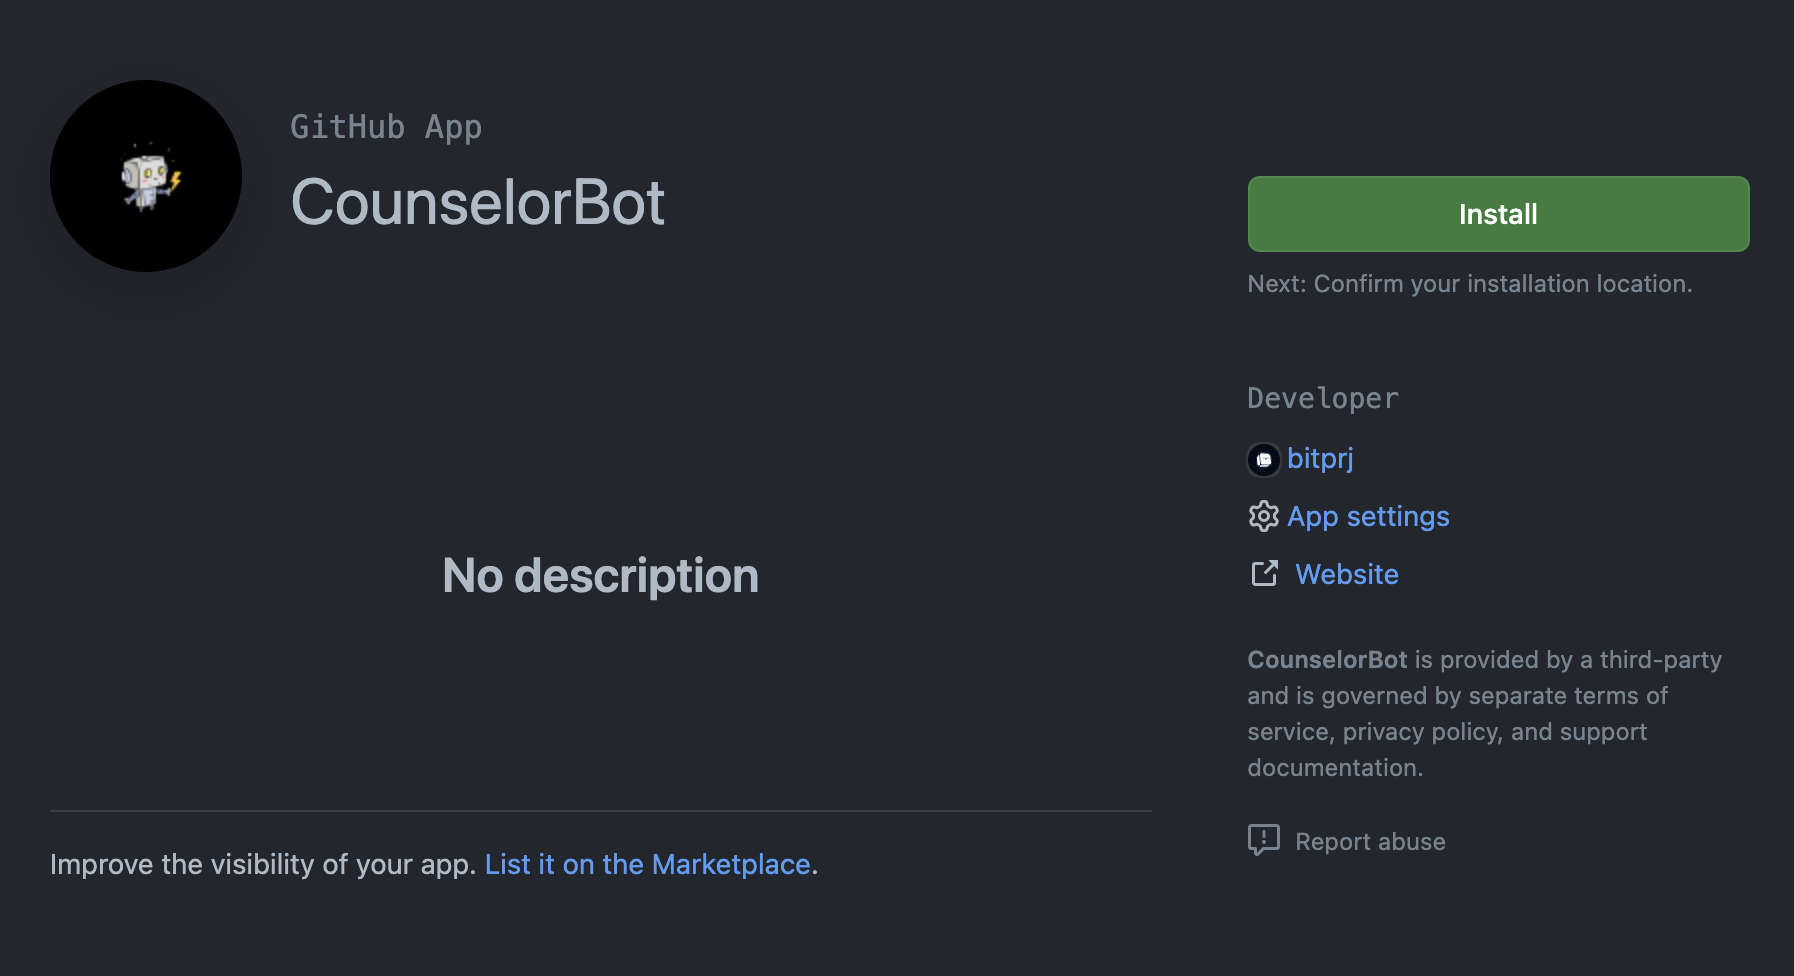 GitHub App
CounselorBot
Install
Next: Confirm your installation location.
Developer
bitprj
App settings
Website
No description
CounselorBot is provided by a third-party
and is governed by separate terms of
service, privacy policy, and support
documentation.
Report abuse
Improve the visibility of your app. List it on the Marketplace.